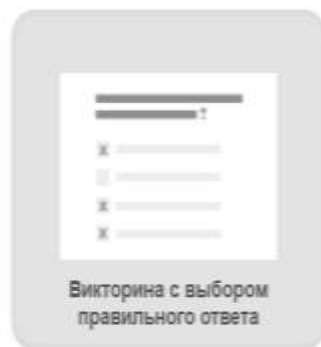 ?
x
x
x
Викторина с выбором
правильного ответа